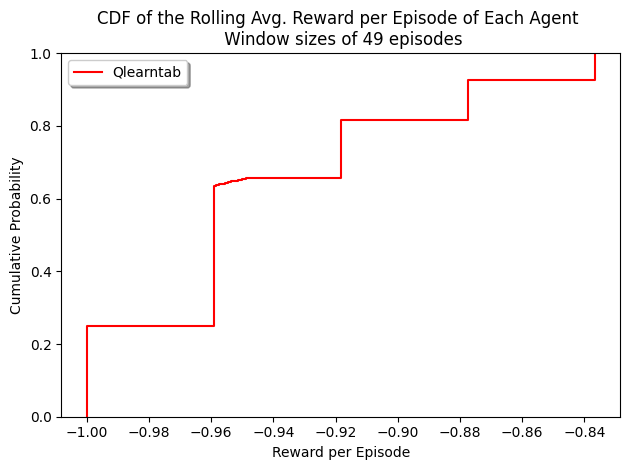 CDF of the Rolling Avg. Reward per Episode of Each Agent
Window sizes of 49 episodes
Qlearntab
Cumulative Probability
1.0
0.8
0.6
0.4
0.2
0.0
−1.00 −0.98 −0.96 −0.94 −0.92 −0.90 −0.88 −0.86 −0.84
Reward per Episode